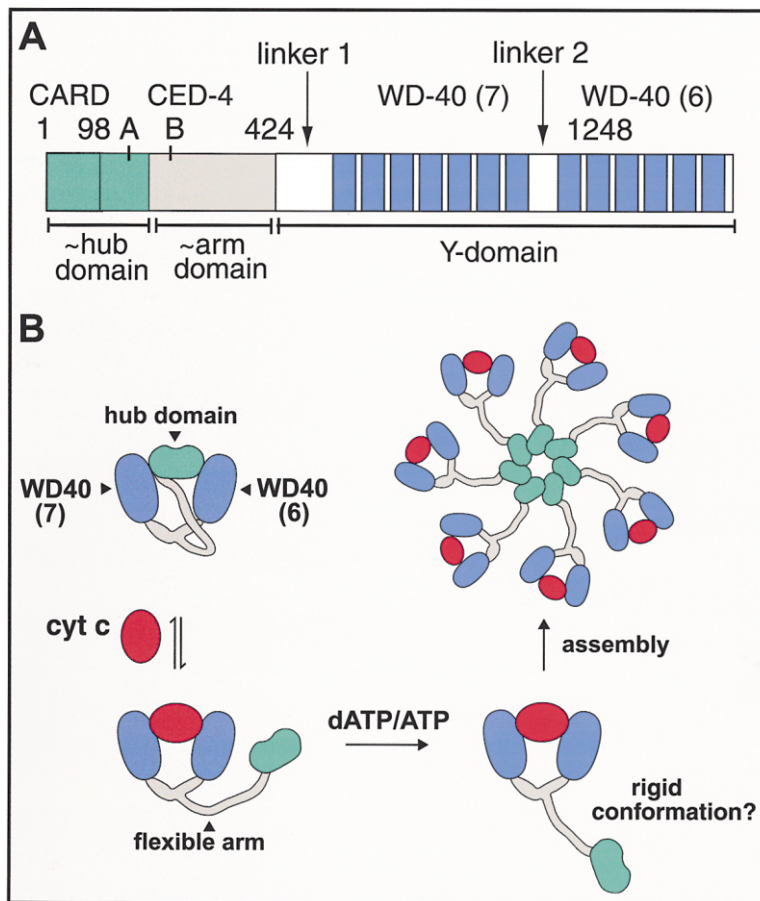 A
linker 1
linker 2
CARD CED-4 WD-40 (7) WD-40 (6)
1 98 A B 424 1248
~hub domain
~arm domain
Y-domain
B
hub domain
WD40 (7)
WD40 (6)
cyt c
assembly
dATP/ATP
flexible arm
rigid conformation?